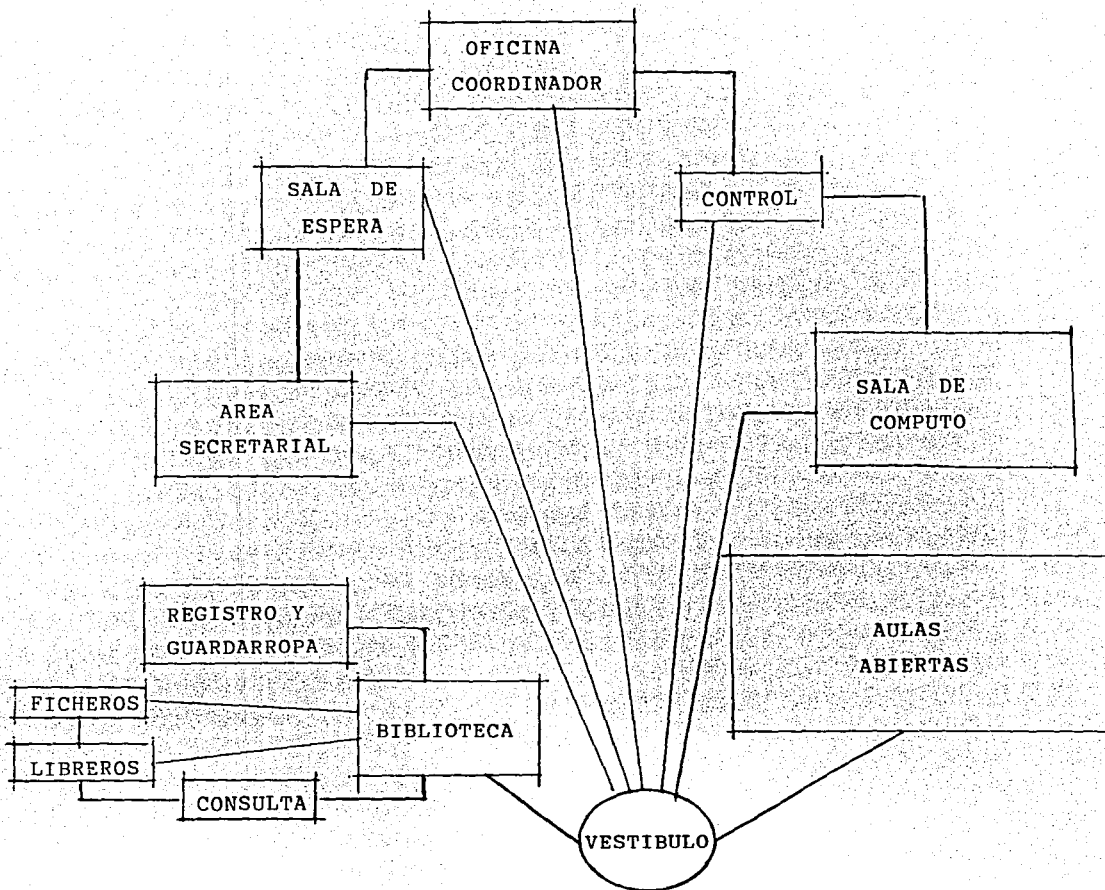 OFICINA
COORDINADOR
SALA DE
ESPERA
CONTROL
SALA DE
COMPUTO
AREA
SECRETARIAL
REGISTRO Y
GUARDARROPA
AULAS
ABIERTAS
FICHEROS
BIBLIOTECA
LIBREROS
CONSULTA
VESTIBULO